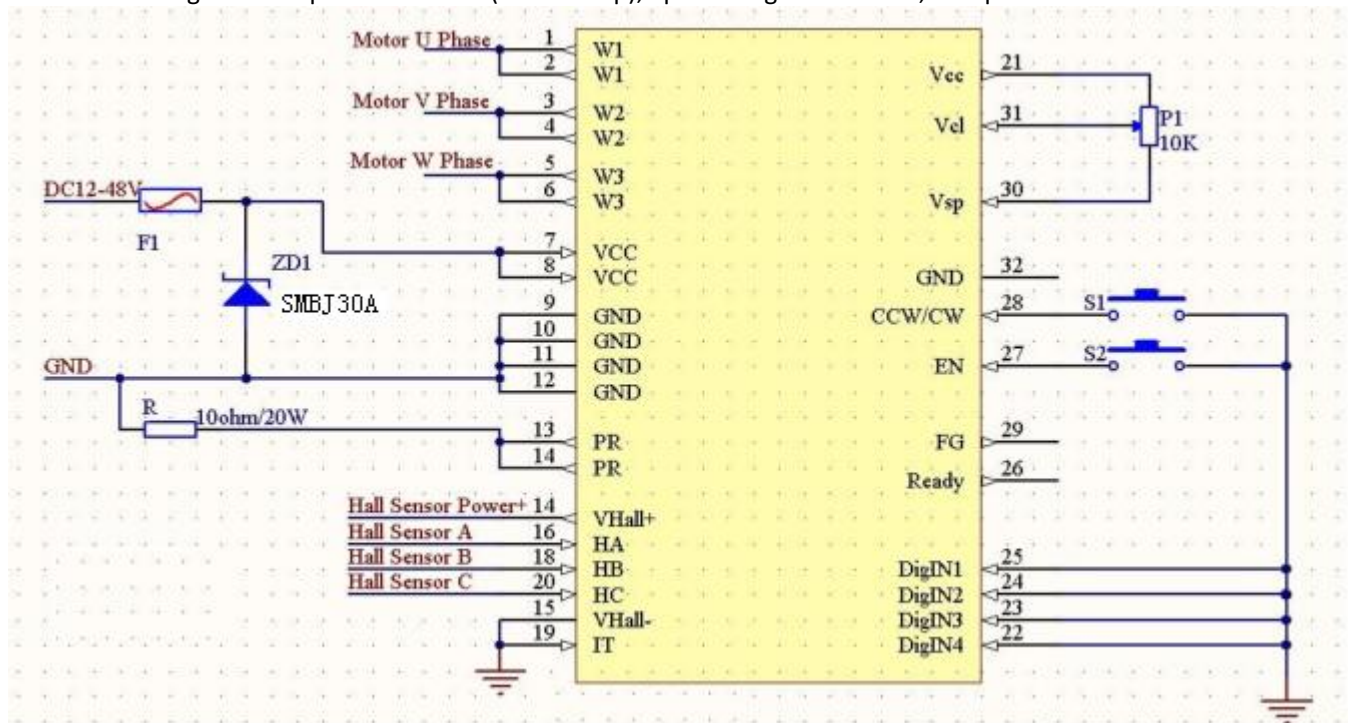 Motor U Phase
1
W1
2
W1
Motor V Phase
3
W2
4
W2
Motor W Phase
5
W3
6
W3
DC12-48V
F1
ZD1
SMBJ30A
7
VCC
8
VCC
9
GND
10
GND
11
GND
12
GND
GND
R
10ohm/20W
13
PR
14
PR
Hall Sensor Power+ 14
VHall+
Hall Sensor A
16
HA
Hall Sensor B
18
HB
Hall Sensor C
20
HC
15
VHall-
19
IT
Vcc
21
Vel
31
P1
10K
Vsp
30
GND
32
CCW/CW
28
S1
EN
27
S2
FG
29
Ready
26
DigIN1
25
DigIN2
24
DigIN3
23
DigIN4
22